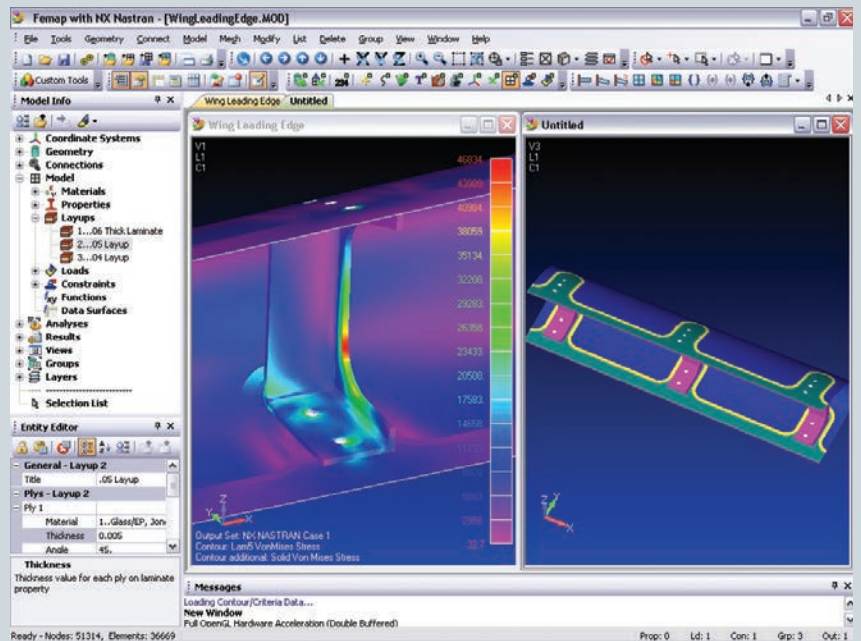 Femap with NX Nastran - [WingLeadingEdge.MOD]
File Tools Geometry Connect Model Mesh Modify List Delete Group View Window Help
Custom Tools
Model Info
Coordinate Systems
Geometry
Connections
Model
Materials
Properties
Layups
1...06 Thick Laminate
2...05 Layup
3...04 Layup
Loads
Constraints
Functions
Data Surfaces
Analyses
Results
Views
Groups
Layers
Selection List
Entity Editor
General - Layup 2
Title .05 Layup
Plys - Layup 2
Ply 1
Material 1..Glass/EP, Jon
Thickness 0.005
Angle 45.
Thickness
Thickness value for each ply on laminate
property
Wing Leading Edge Untitled
Wing Leading Edge
V1
L1
C1
46834.
40984.
38059.
35134.
32208.
29283.
26358.
23433.
20508.
17583.
14658.
32.7
Z
Y
X
Output Set: NX NASTRAN Case 1
Contour: Lam5 VonMises Stress
Contour additional: Solid Von Mises Stress
Untitled
V3
L1
C1
Z
Y
X
Messages
Loading Contour/Criteria Data...
New Window
Full OpenGL Hardware Acceleration (Double Buffered)
Ready - Nodes: 51314, Elements: 36669
Prop: 0 Ld: 1 Con: 1 Grp: 3 Out: 1